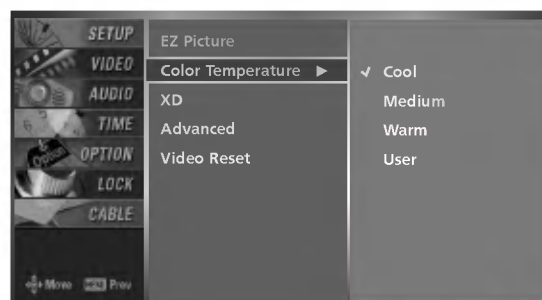 SETUP
VIDEO
AUDIO
TIME
OPTION
LOCK
CABLE
Move MENU Prev
EZ Picture
Color Temperature ▶
XD
Advanced
Video Reset
✓ Cool
Medium
Warm
User